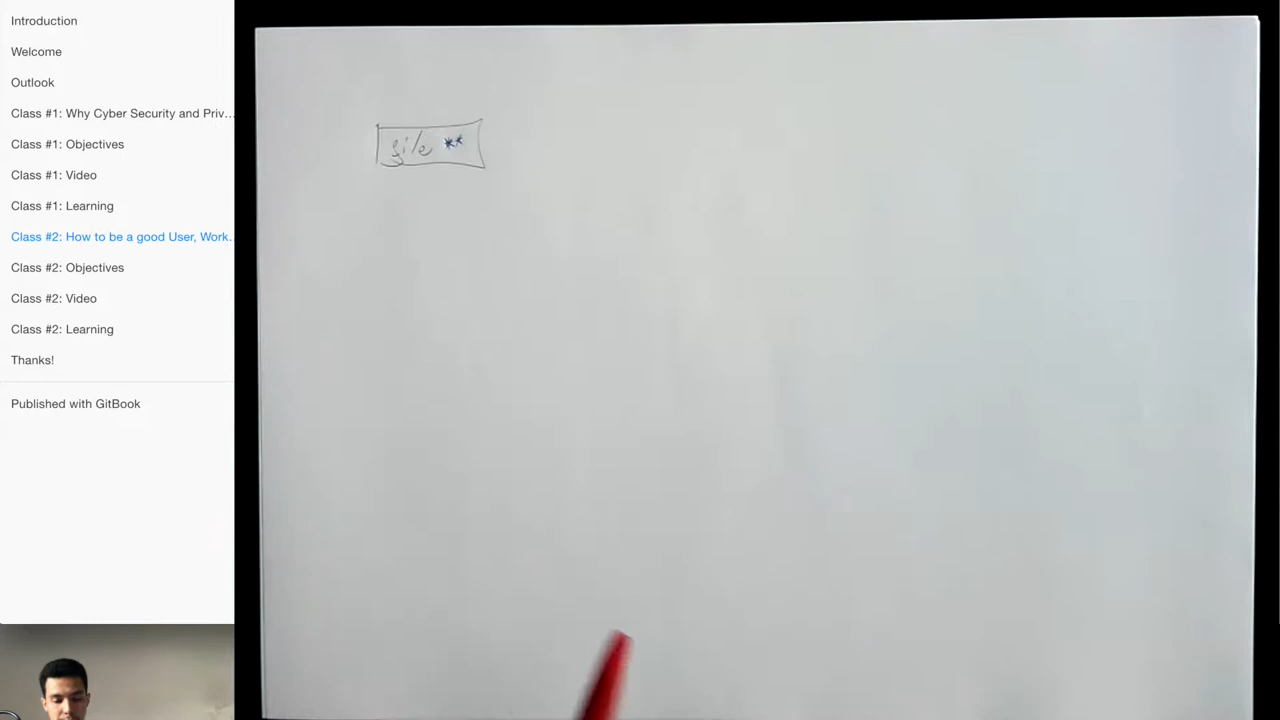 Introduction
Welcome
Outlook
Class #1: Why Cyber Security and Priv...
Class #1: Objectives
Class #1: Video
Class #1: Learning
Class #2: How to be a good User, Work...
Class #2: Objectives
Class #2: Video
Class #2: Learning
Thanks!
Published with GitBook
file **